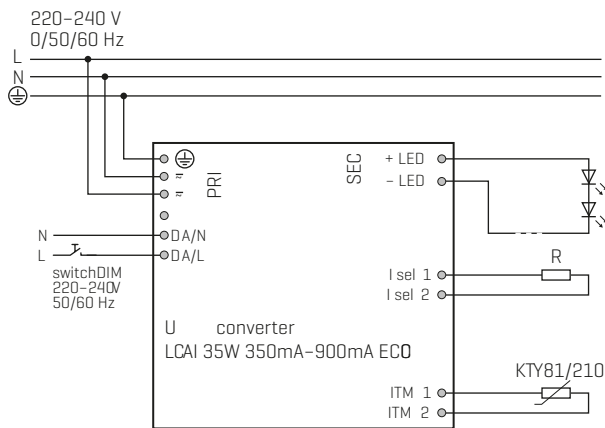 220–240 V
0/50/60 Hz
L
N
≂
PRI
≂
SEC
+ LED
– LED
N
DA/N
L
DA/L
switchDIM
220–240V
50/60 Hz
I sel 1
R
I sel 2
U converter
LCAI 35W 350mA–900mA ECO
KTY81/210
ITM 1
ITM 2